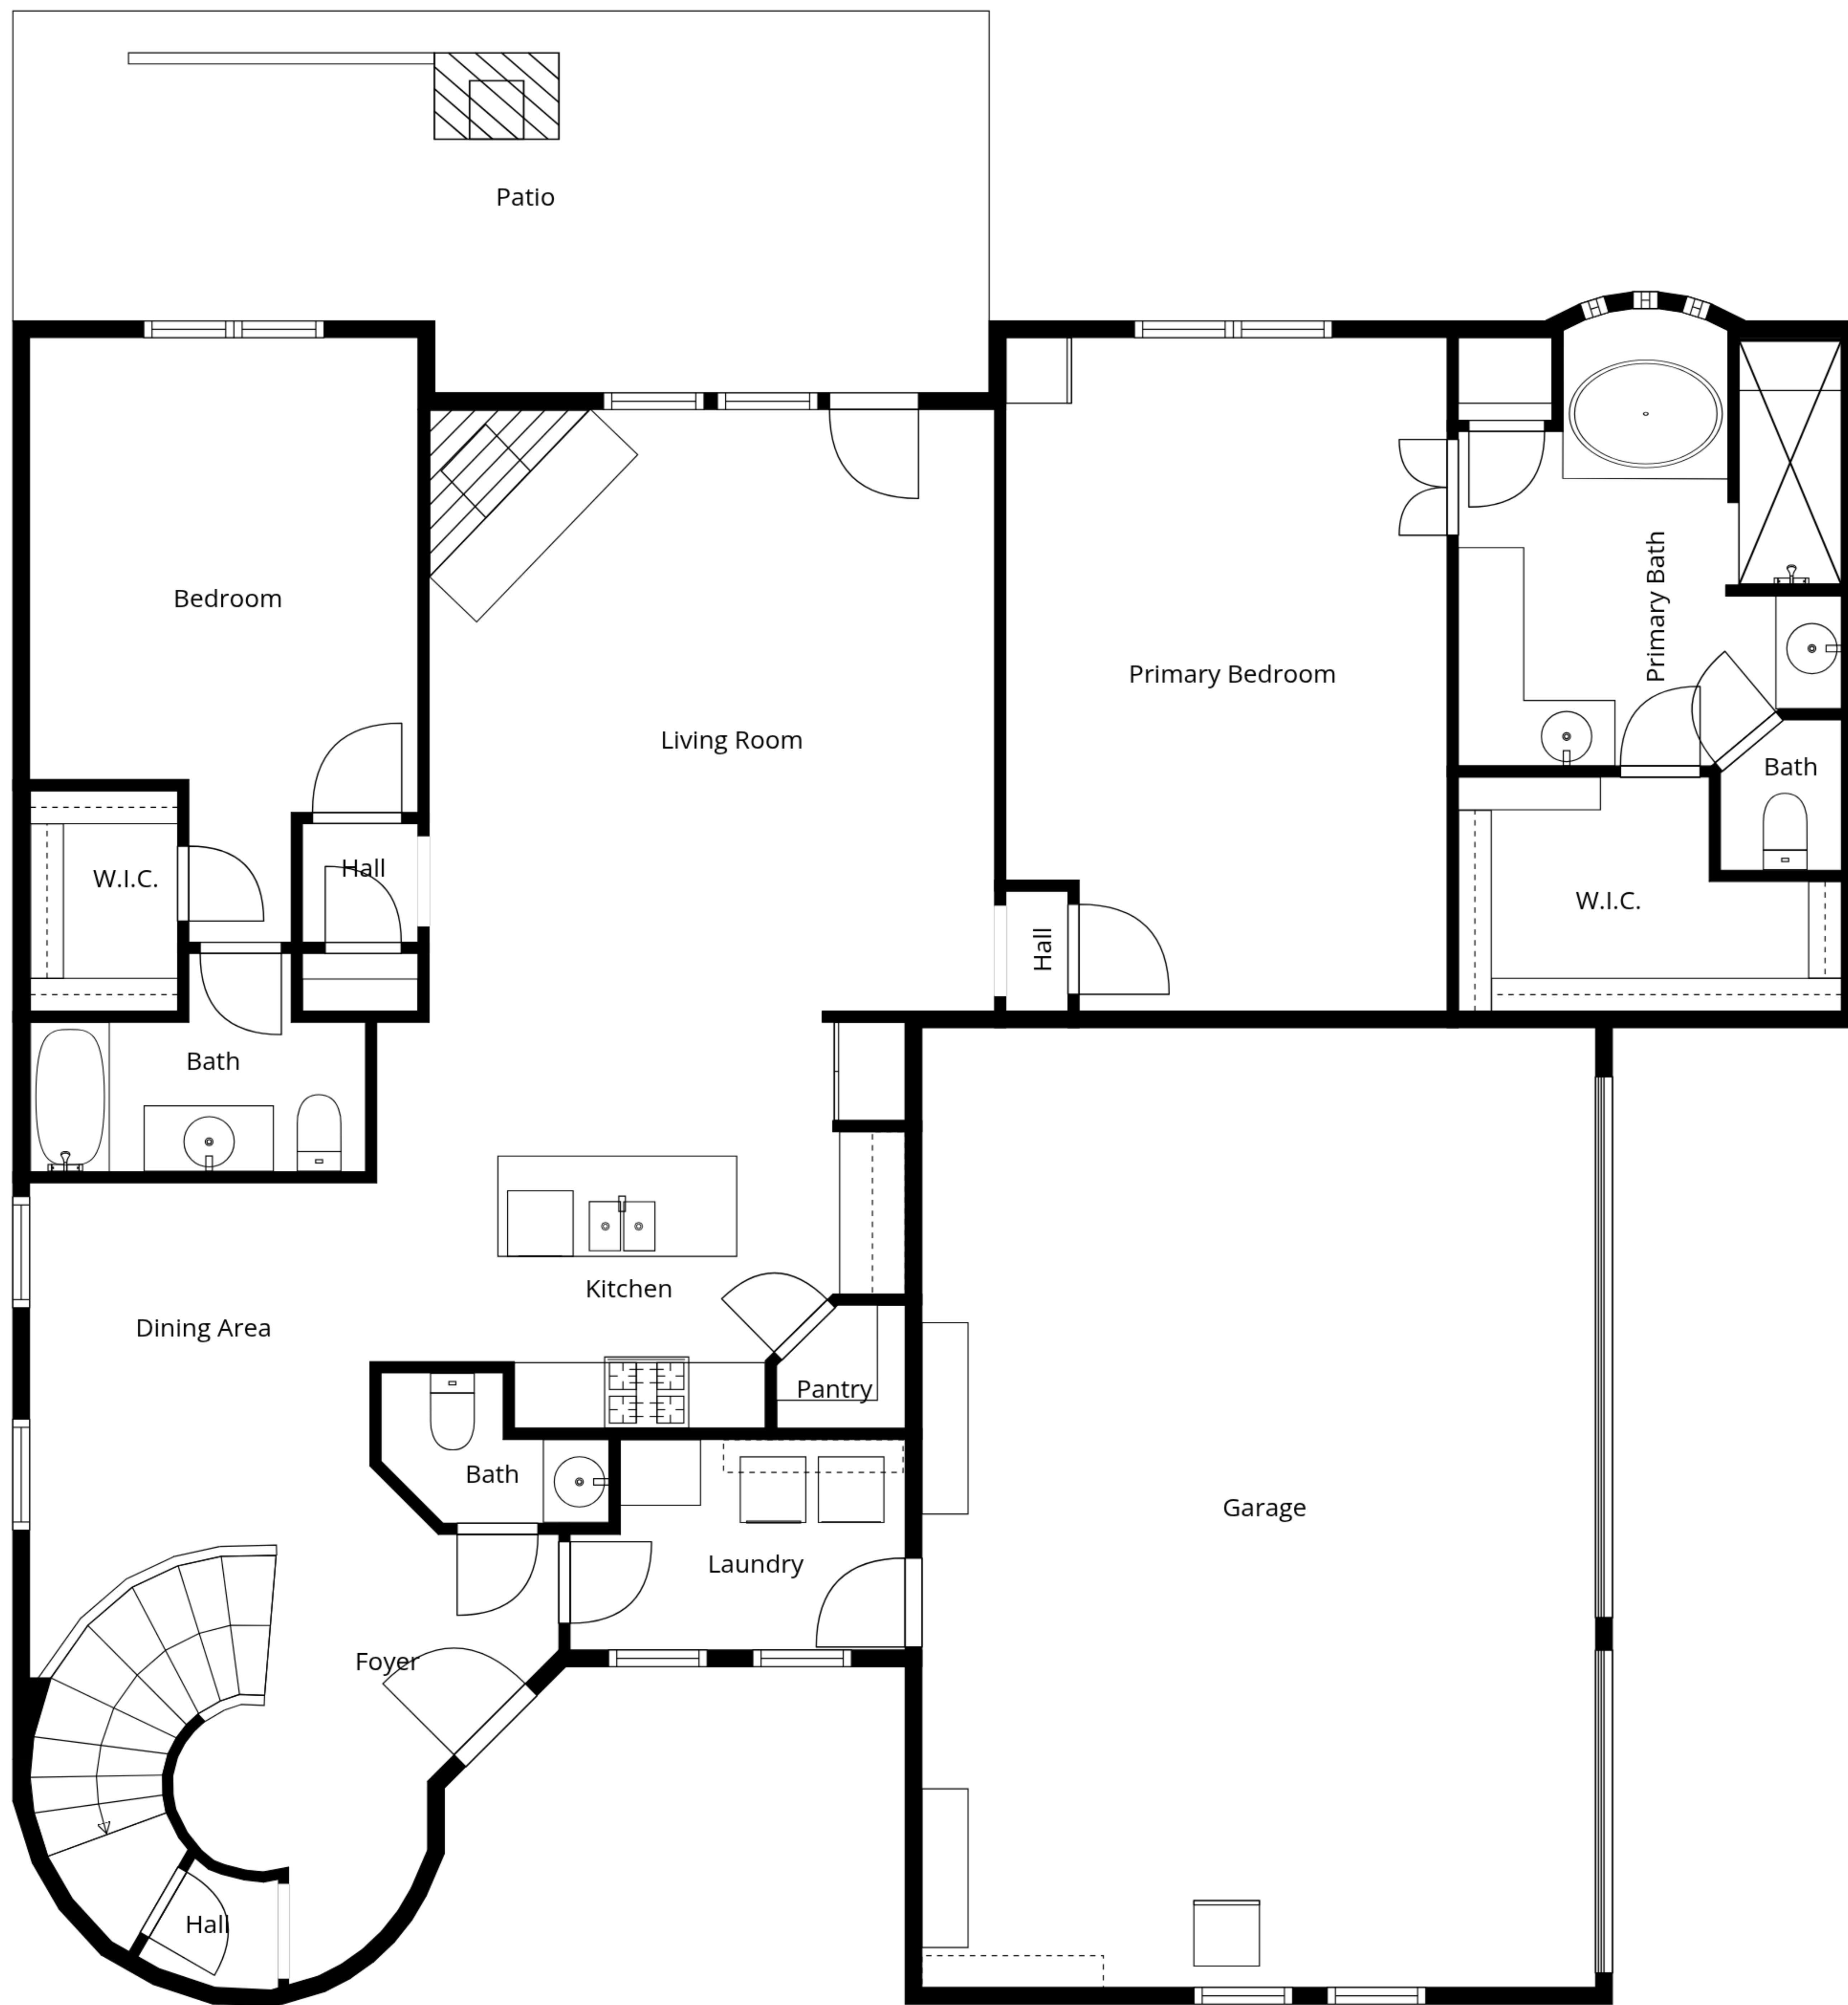 Patio
Bedroom
Living Room
Primary Bedroom
Primary Bath
Bath
W.I.C.
Hall
W.I.C.
Hall
Bath
Kitchen
Dining Area
Pantry
Bath
Garage
Laundry
Foyer
Hall